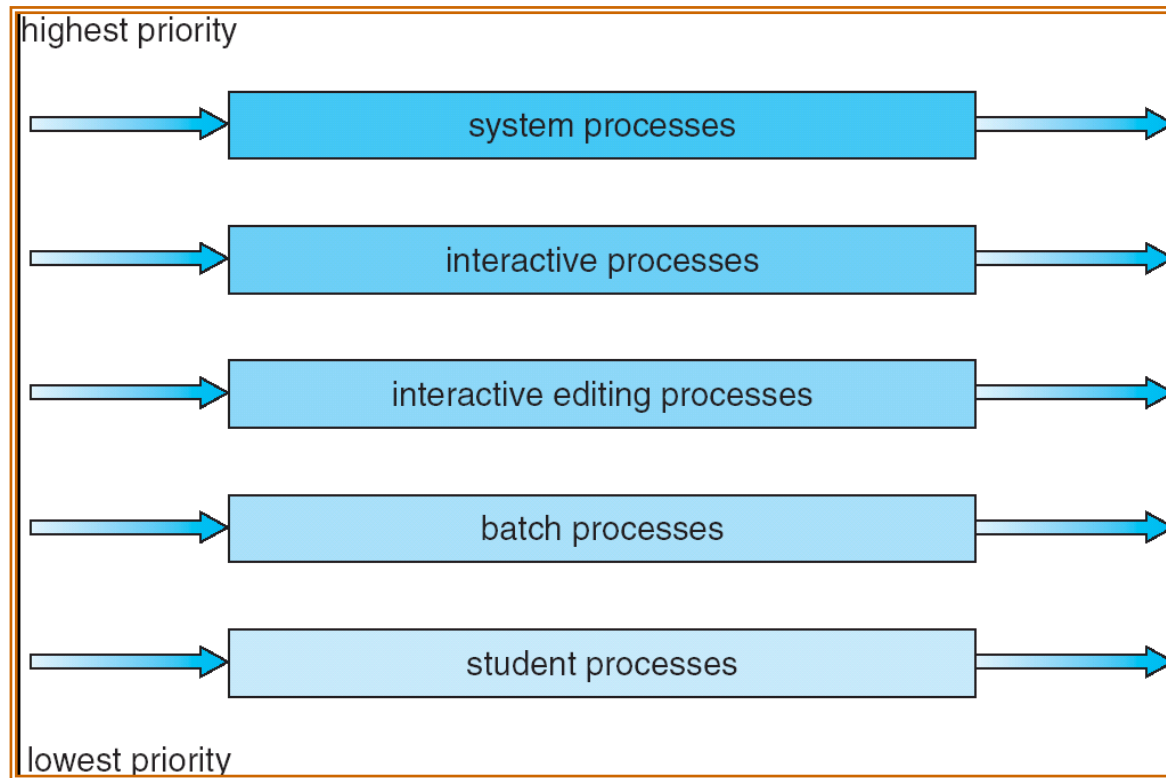 highest priority
system processes
interactive processes
interactive editing processes
batch processes
student processes
lowest priority